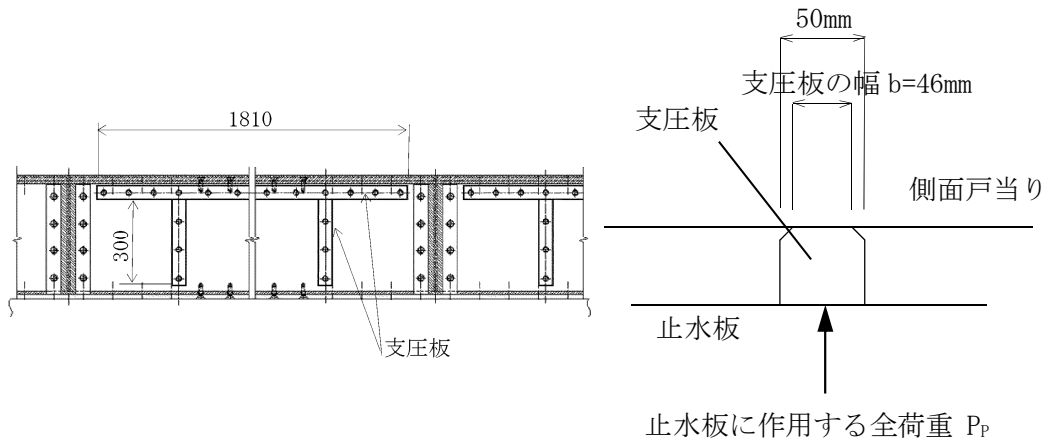 50mm
支圧板の幅 b=46mm
支圧板
側面戸当り
1810
300
支圧板
止水板
止水板に作用する全荷重 P_P